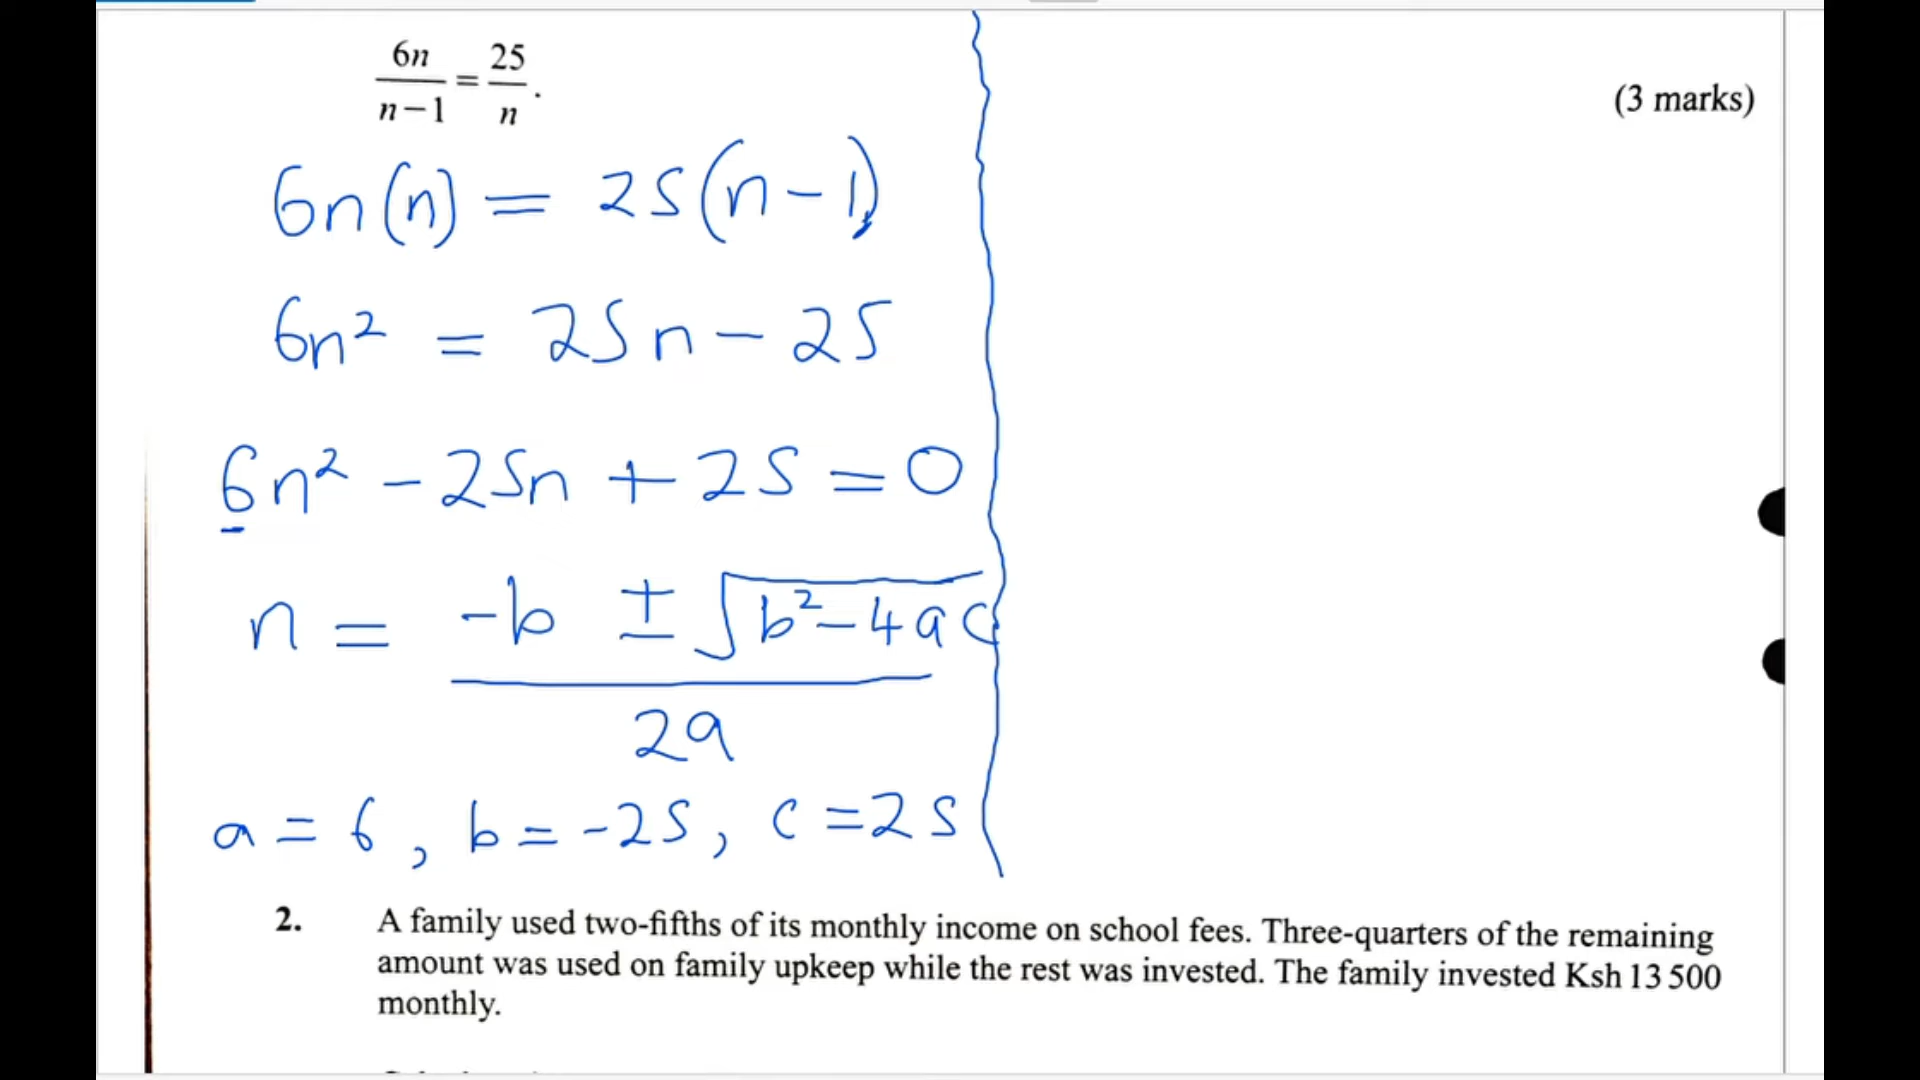 6n/(n−1) = 25/n.
(3 marks)
6n(n) = 25(n-1)
6n² = 25n - 25
6n² - 25n + 25 = 0
n = (-b ± √(b²-4ac))/2a
a = 6, b = -25, c = 25
2. A family used two-fifths of its monthly income on school fees. Three-quarters of the remaining
amount was used on family upkeep while the rest was invested. The family invested Ksh 13 500
monthly.